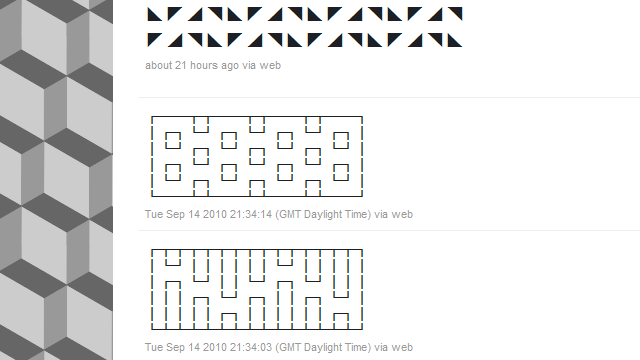 about 21 hours ago via web
Tue Sep 14 2010 21:34:14 (GMT Daylight Time) via web
Tue Sep 14 2010 21:34:03 (GMT Daylight Time) via web